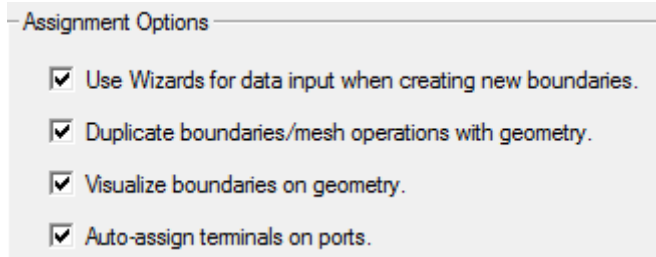 Assignment Options
Use Wizards for data input when creating new boundaries.
Duplicate boundaries/mesh operations with geometry.
Visualize boundaries on geometry.
Auto-assign terminals on ports.